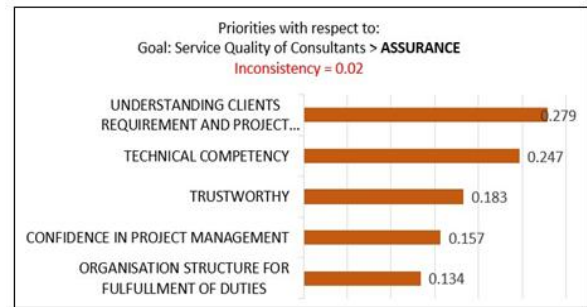 Priorities with respect to:
Goal: Service Quality of Consultants > ASSURANCE
Inconsistency = 0.02
UNDERSTANDING CLIENTS
REQUIREMENT AND PROJECT...
0.279
TECHNICAL COMPETENCY
0.247
TRUSTWORTHY
0.183
CONFIDENCE IN PROJECT MANAGEMENT
0.157
ORGANISATION STRUCTURE FOR
FULFULLMENT OF DUTIES
0.134